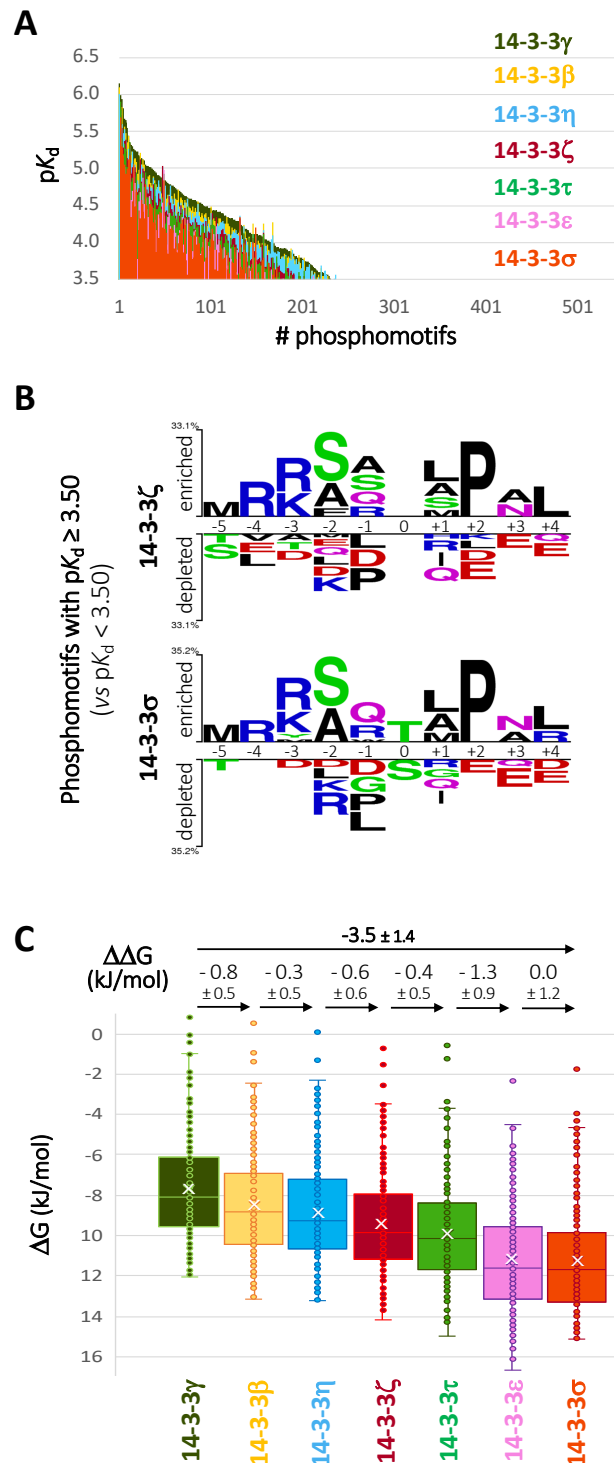 A
6.5
6.0
5.5
5.0
4.5
4.0
3.5
pKd
1
101
201
301
401
501
# phosphomotifs
14-3-3γ
14-3-3β
14-3-3η
14-3-3ζ
14-3-3τ
14-3-3ε
14-3-3σ
B
Phosphomotifs with pKd ≥ 3.50
(vs pKd < 3.50)
14-3-3ζ
33.1%
enriched
M R R K S A A S Q R L A S M P A N L
-5 -4 -3 -2 -1 0 +1 +2 +3 +4
depleted
T S V E L A T D E Q L D K L D P R I Q K D E E Q E
33.1%
14-3-3σ
35.2%
enriched
M R R K S A Q R T L A M P N A L R
-5 -4 -3 -2 -1 0 +1 +2 +3 +4
depleted
T D D L K R D G P L S R G Q I E Q E D E
35.2%
C
ΔΔG
(kJ/mol)
-3.5 ± 1.4
- 0.8 - 0.3 - 0.6 - 0.4 - 1.3 0.0
± 0.5 ± 0.5 ± 0.6 ± 0.5 ± 0.9 ± 1.2
ΔG (kJ/mol)
0
-2
-4
-6
-8
10
12
14
16
14-3-3γ
14-3-3β
14-3-3η
14-3-3ζ
14-3-3τ
14-3-3ε
14-3-3σ